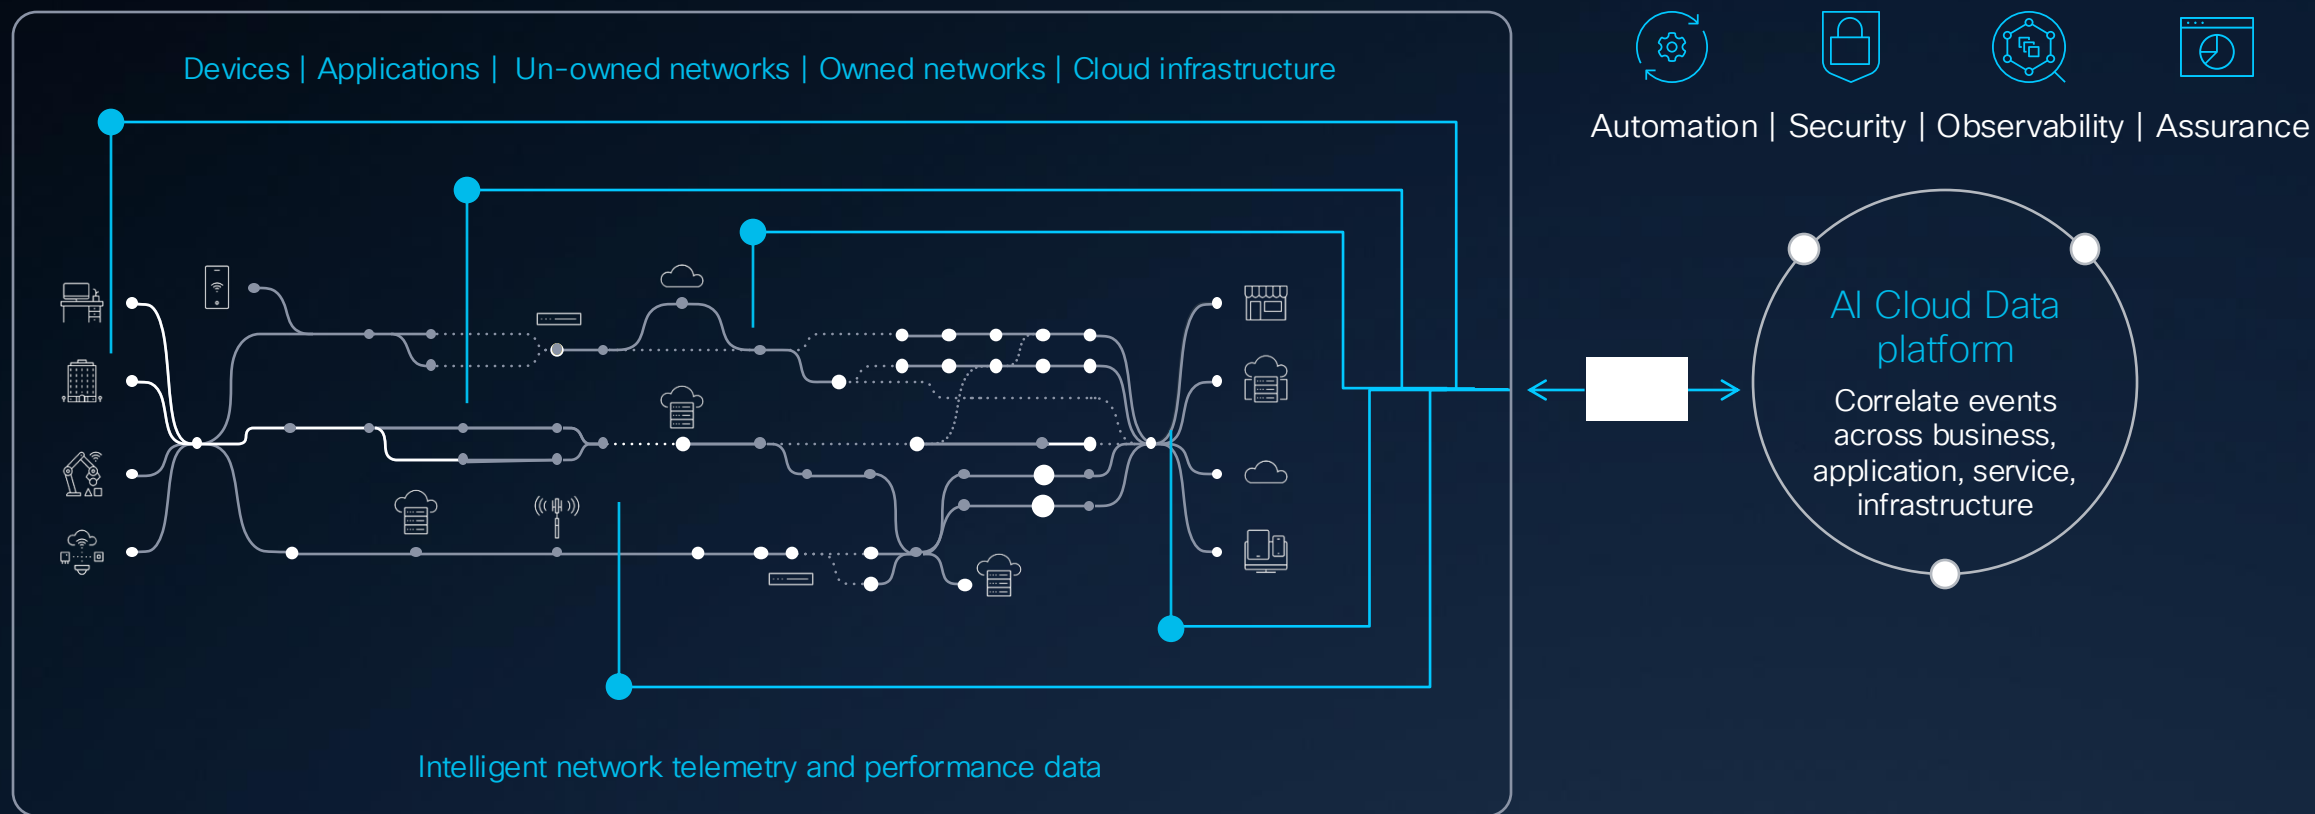 Devices | Applications | Un-owned networks | Owned networks | Cloud infrastructure
Automation | Security | Observability | Assurance
AI Cloud Data
platform
Correlate events
across business,
application, service,
infrastructure
Intelligent network telemetry and performance data